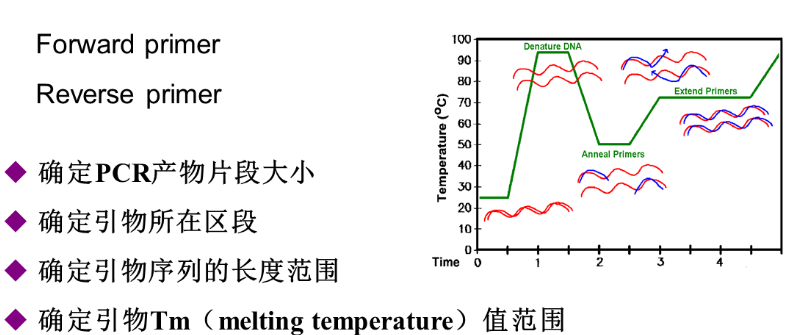 Forward primer
Reverse primer
确定PCR产物片段大小
确定引物所在区段
确定引物序列的长度范围
确定引物Tm（melting temperature）值范围
Temperature (°C)
100
90
80
70
60
50
40
30
20
10
0
Denature DNA
Extend Primers
Anneal Primers
Time 0 1 2 3 4